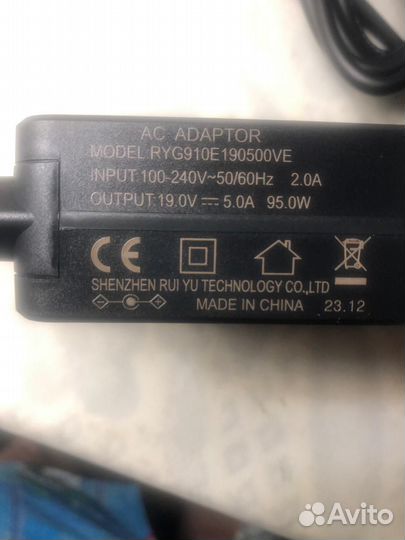 AC ADAPTOR
MODEL RYG910E190500VE
INPUT:100-240V~50/60Hz 2.0A
OUTPUT:19.0V⎓5.0A 95.0W
CE
SHENZHEN RUI YU TECHNOLOGY CO.,LTD
MADE IN CHINA 23.12
Avito